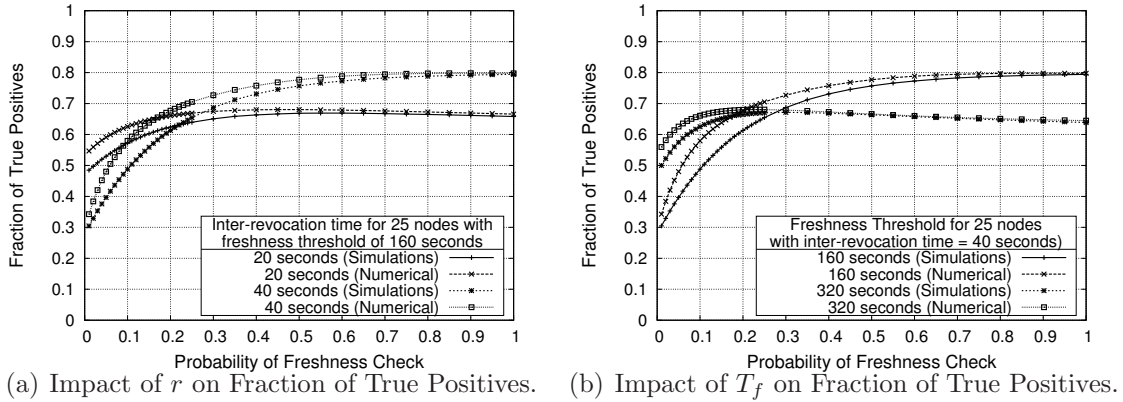 1
0.9
0.8
0.7
0.6
0.5
0.4
0.3
0.2
0.1
0
Fraction of True Positives
Inter-revocation time for 25 nodes with
freshness threshold of 160 seconds
20 seconds (Simulations)
20 seconds (Numerical)
40 seconds (Simulations)
40 seconds (Numerical)
0 0.1 0.2 0.3 0.4 0.5 0.6 0.7 0.8 0.9 1
Probability of Freshness Check
(a) Impact of r on Fraction of True Positives.
1
0.9
0.8
0.7
0.6
0.5
0.4
0.3
0.2
0.1
0
Fraction of True Positives
Freshness Threshold for 25 nodes
with inter-revocation time = 40 seconds)
160 seconds (Simulations)
160 seconds (Numerical)
320 seconds (Simulations)
320 seconds (Numerical)
0 0.1 0.2 0.3 0.4 0.5 0.6 0.7 0.8 0.9 1
Probability of Freshness Check
(b) Impact of T_f on Fraction of True Positives.